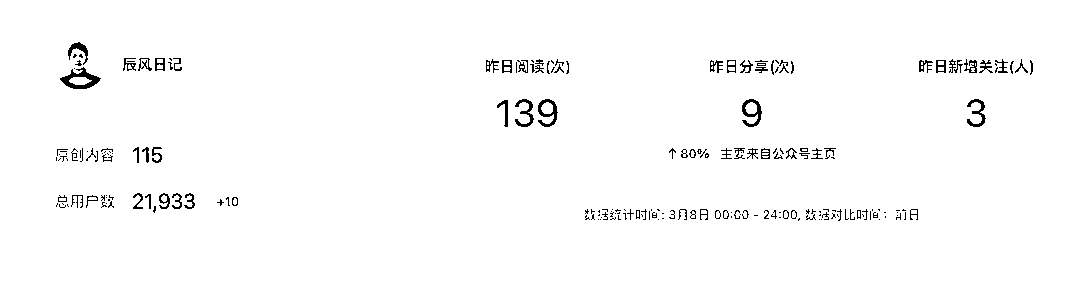 辰风日记
昨日阅读(次)
139
昨日分享(次)
9
↑ 80% 主要来自公众号主页
昨日新增关注(人)
3
原创内容 115
总用户数 21,933 +10
数据统计时间: 3月8日 00:00 - 24:00, 数据对比时间：前日